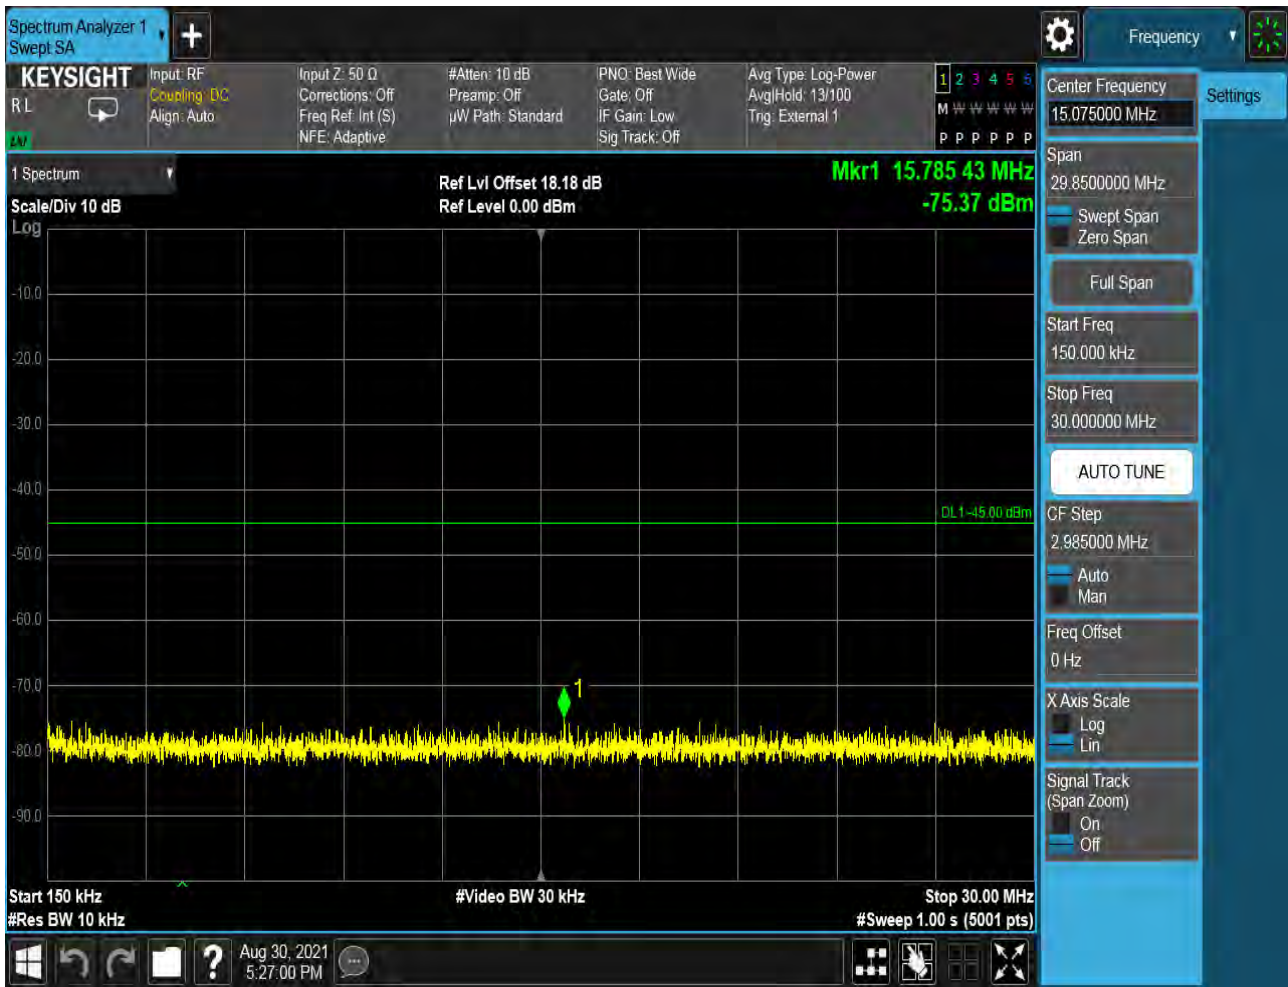 Spectrum Analyzer 1
Swept SA
Frequency
KEYSIGHT
R L
LNI
Input: RF
Coupling: DC
Align: Auto
Input Z: 50 Ω
Corrections: Off
Freq Ref: Int (S)
NFE: Adaptive
#Atten: 10 dB
Preamp: Off
µW Path: Standard
PNO: Best Wide
Gate: Off
IF Gain: Low
Sig Track: Off
Avg Type: Log-Power
Avg|Hold: 13/100
Trig: External 1
1 2 3 4 5 6
M W W W W W
P P P P P P
Center Frequency
15.075000 MHz
Settings
1 Spectrum
Scale/Div 10 dB
Log
Ref Lvl Offset 18.18 dB
Ref Level 0.00 dBm
Mkr1 15.785 43 MHz
-75.37 dBm
-10.0
-20.0
-30.0
-40.0
-50.0
-60.0
-70.0
-80.0
-90.0
DL1 -45.00 dBm
1
Start 150 kHz
#Res BW 10 kHz
#Video BW 30 kHz
Stop 30.00 MHz
#Sweep 1.00 s (5001 pts)
Span
29.8500000 MHz
Swept Span
Zero Span
Full Span
Start Freq
150.000 kHz
Stop Freq
30.000000 MHz
AUTO TUNE
CF Step
2.985000 MHz
Auto
Man
Freq Offset
0 Hz
X Axis Scale
Log
Lin
Signal Track
(Span Zoom)
On
Off
?
Aug 30, 2021
5:27:00 PM